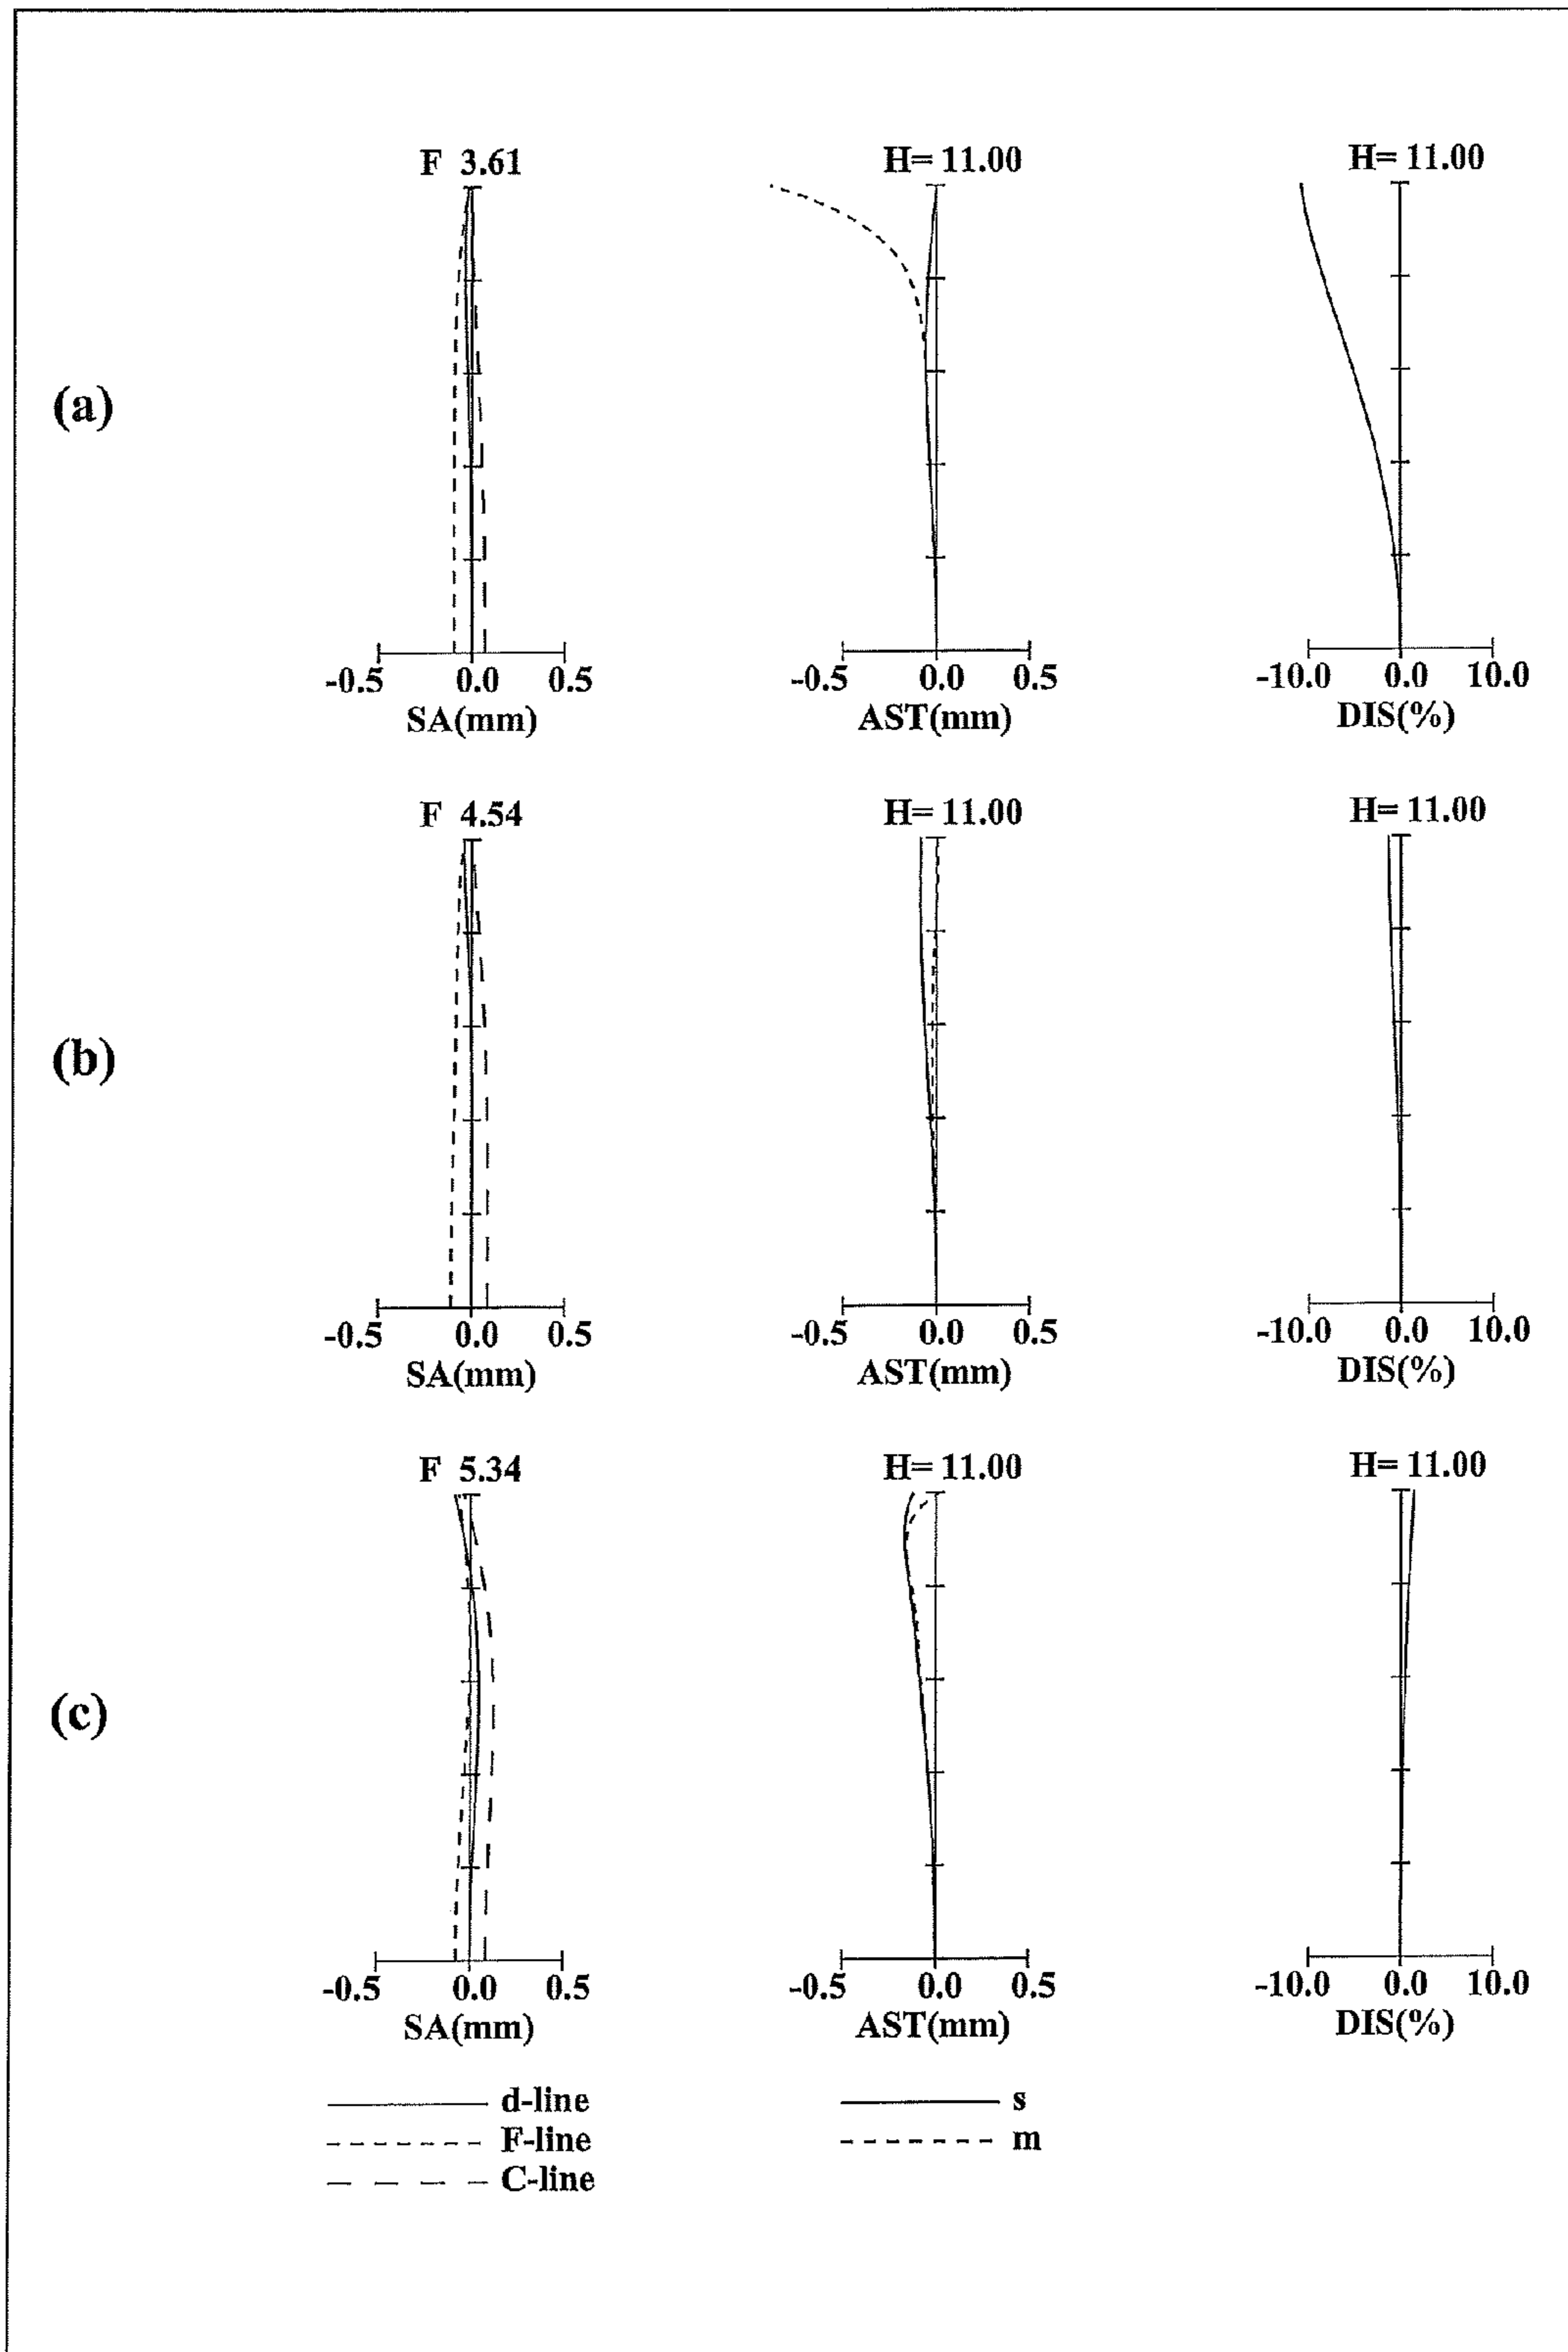 F 3.61 H= 11.00 H= 11.00
(a)
-0.5 0.0 0.5 -0.5 0.0 0.5 -10.0 0.0 10.0
SA(mm) AST(mm) DIS(%)
F 4.54 H= 11.00 H= 11.00
(b)
-0.5 0.0 0.5 -0.5 0.0 0.5 -10.0 0.0 10.0
SA(mm) AST(mm) DIS(%)
F 5.34 H= 11.00 H= 11.00
(c)
-0.5 0.0 0.5 -0.5 0.0 0.5 -10.0 0.0 10.0
SA(mm) AST(mm) DIS(%)
d-line s
F-line m
C-line